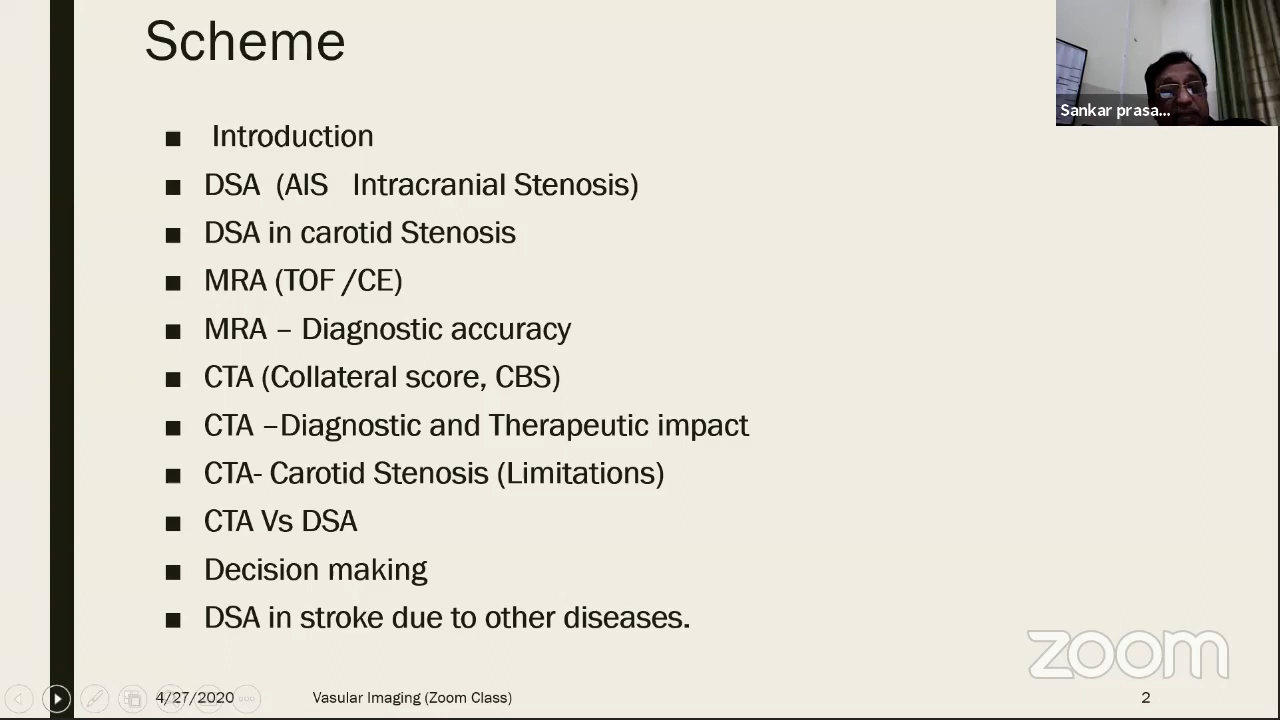 Scheme
Sankar prasa...
■ Introduction
■ DSA (AIS Intracranial Stenosis)
■ DSA in carotid Stenosis
■ MRA (TOF /CE)
■ MRA – Diagnostic accuracy
■ CTA (Collateral score, CBS)
■ CTA –Diagnostic and Therapeutic impact
■ CTA- Carotid Stenosis (Limitations)
■ CTA Vs DSA
■ Decision making
■ DSA in stroke due to other diseases.
zoom
4/27/2020 Vasular Imaging (Zoom Class) 2